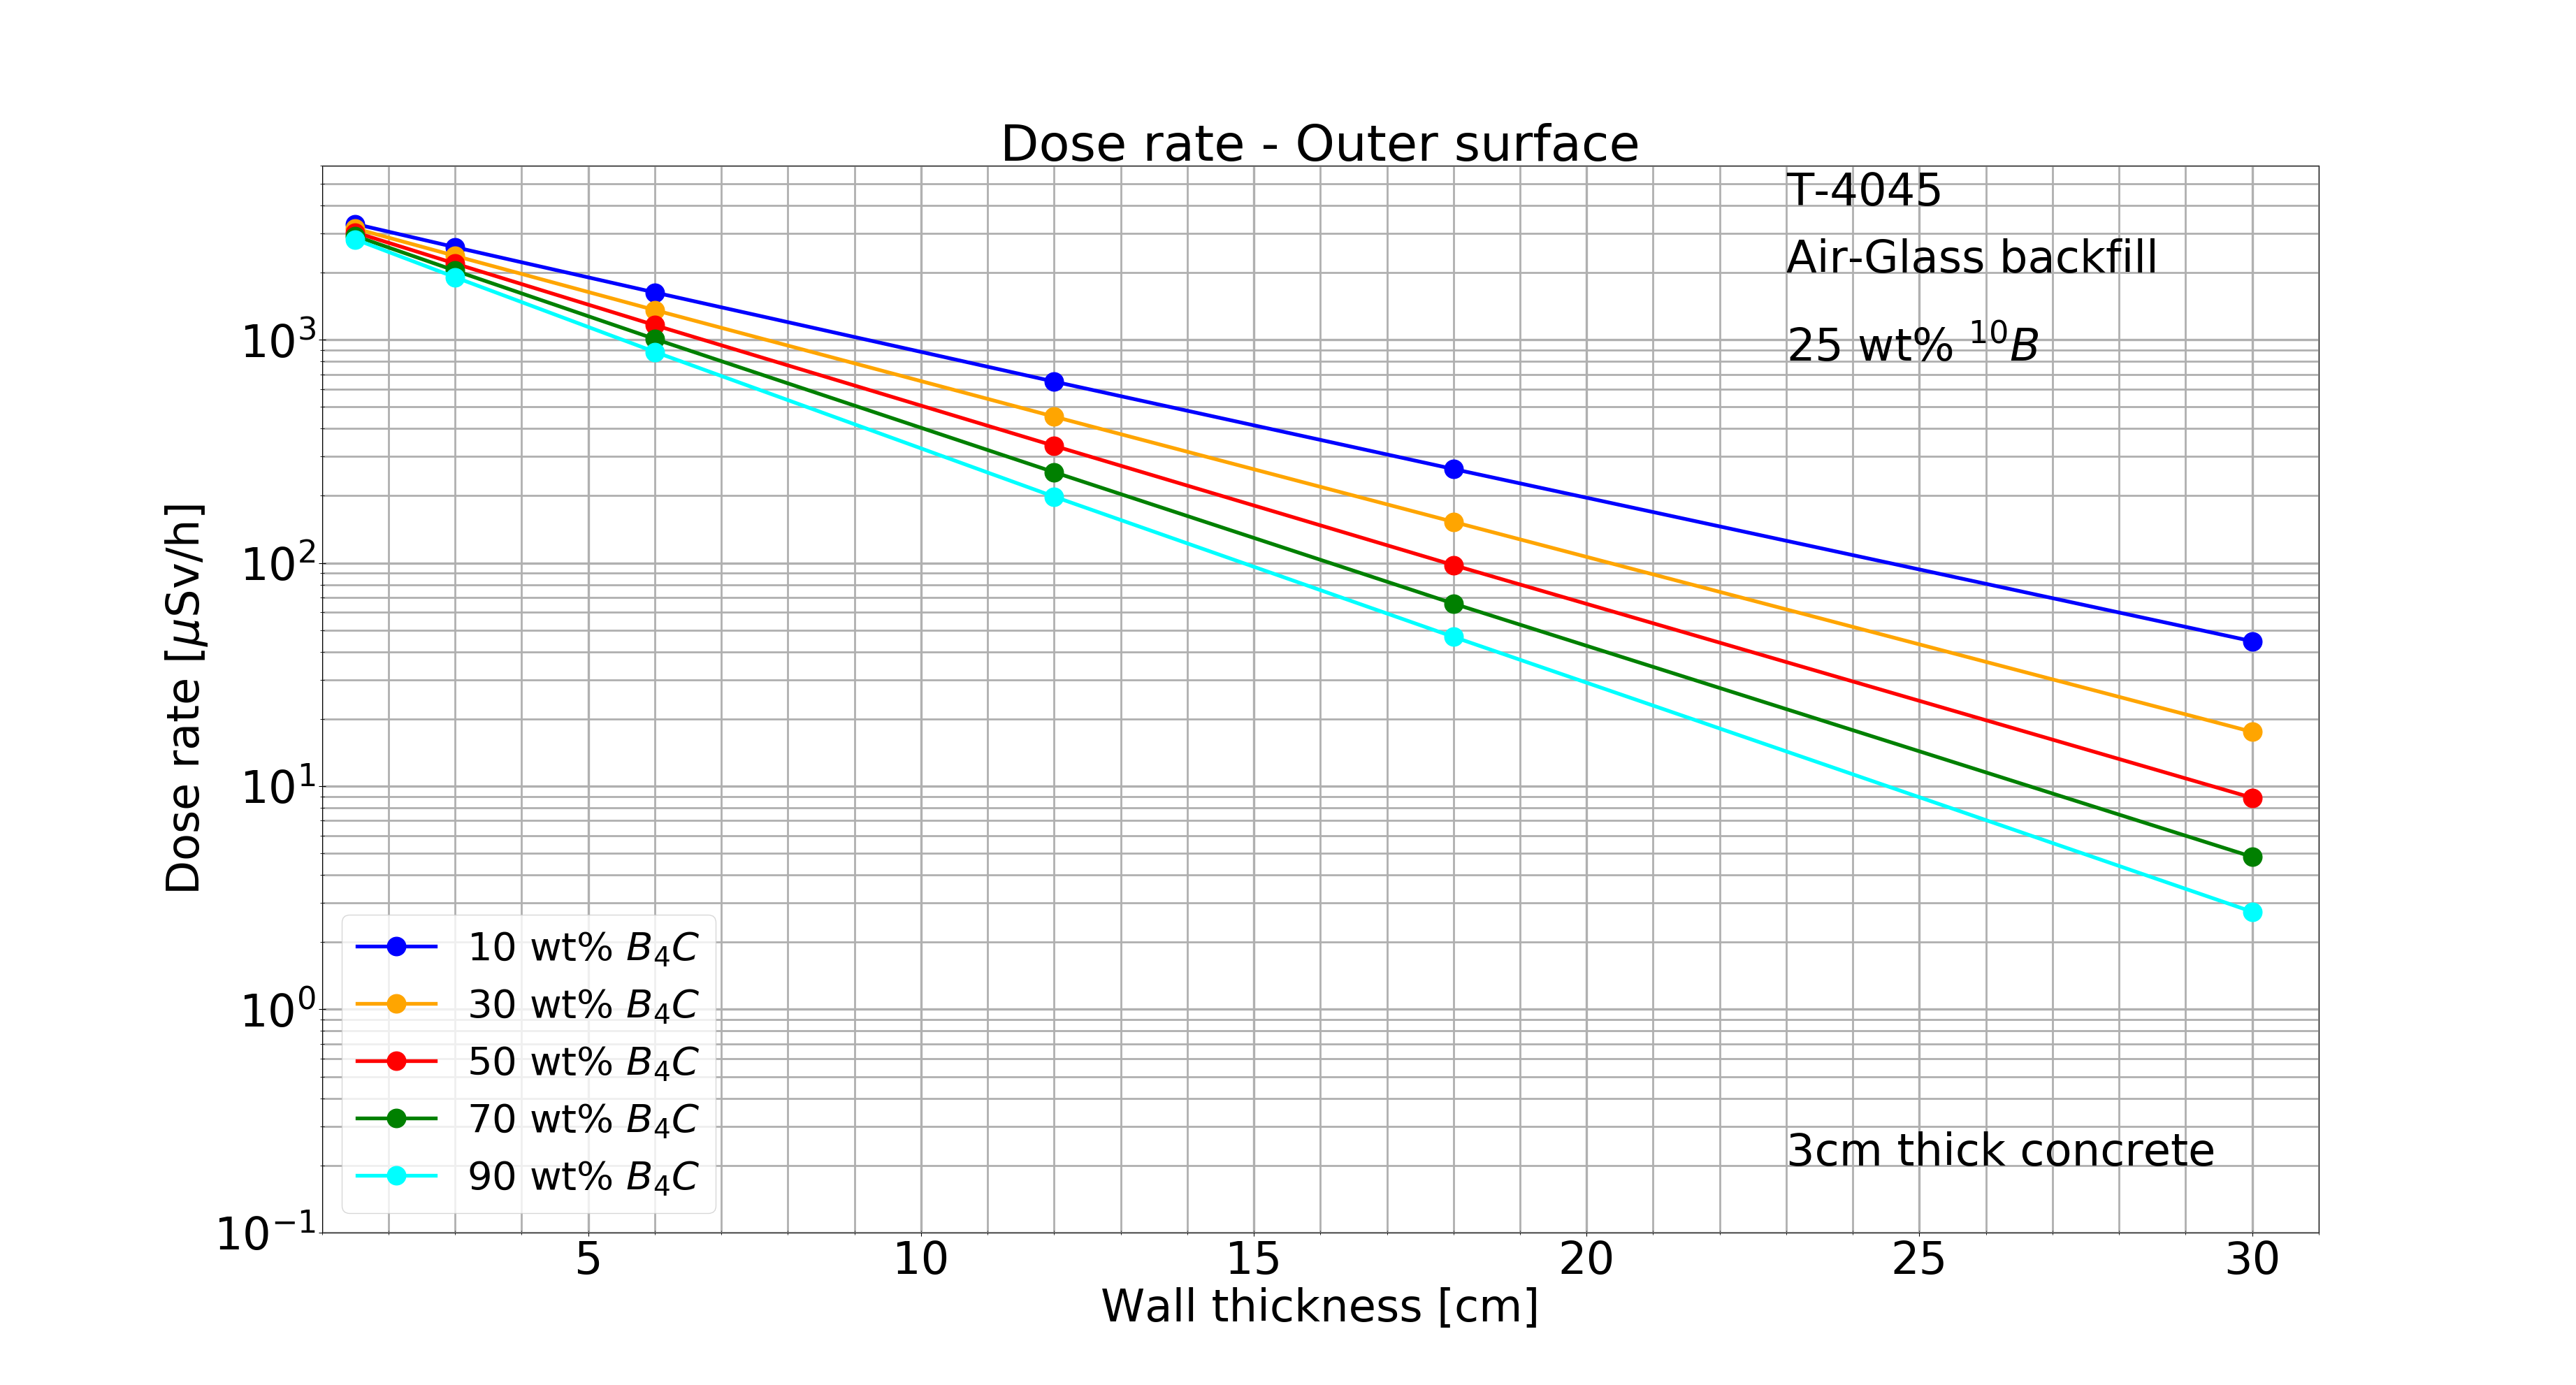 Dose rate - Outer surface
T-4045
Air-Glass backfill
25 wt% ¹⁰B
10³
10²
10¹
10⁰
10⁻¹
Dose rate [μSv/h]
10 wt% B₄C
30 wt% B₄C
50 wt% B₄C
70 wt% B₄C
90 wt% B₄C
3cm thick concrete
5 10 15 20 25 30
Wall thickness [cm]